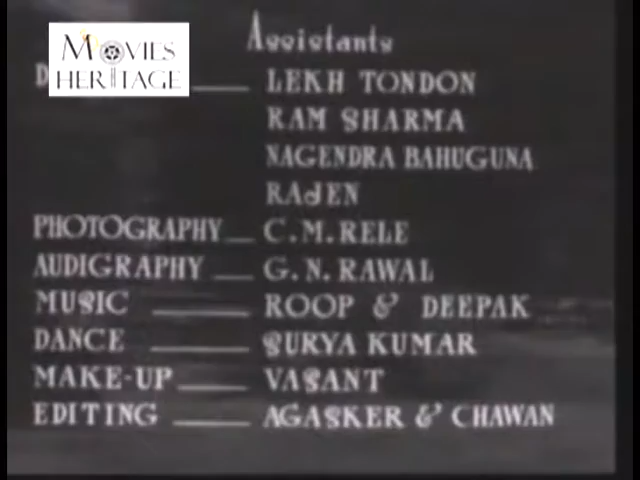 MOVIES
HERITAGE
Assistants
LEKH TONDON
RAM SHARMA
NAGENDRA BAHUGUNA
RAJEN
PHOTOGRAPHY C.M.RELE
AUDIGRAPHY G.N.RAWAL
MUSIC ROOP & DEEPAK
DANCE SURYA KUMAR
MAKE-UP VASANT
EDITING AGASKER & CHAWAN